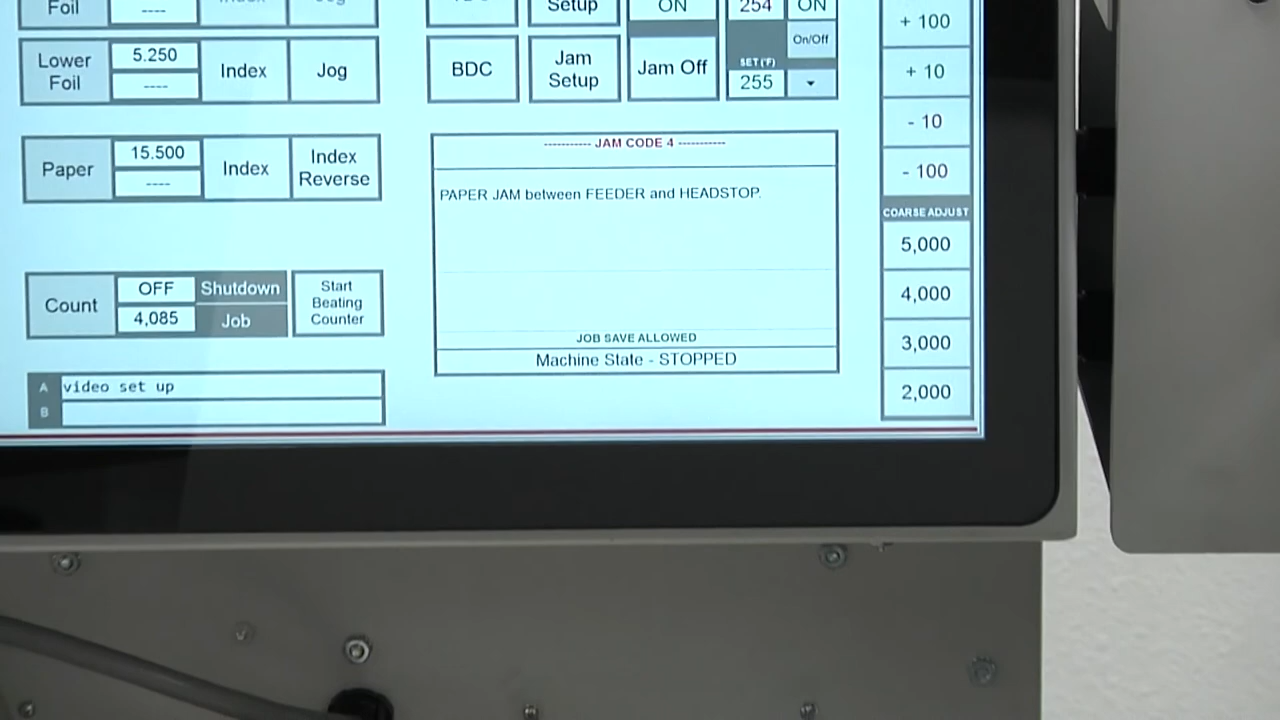 Foil
----
Setup
ON
254
ON
+ 100
Lower
Foil
5.250
----
Index
Jog
BDC
Jam
Setup
Jam Off
On/Off
SET (°F)
255
+ 10
- 10
- 100
Paper
15.500
----
Index
Index
Reverse
----------- JAM CODE 4 -----------
PAPER JAM between FEEDER and HEADSTOP.
JOB SAVE ALLOWED
Machine State - STOPPED
COARSE ADJUST
5,000
4,000
3,000
2,000
Count
OFF
Shutdown
4,085
Job
Start
Beating
Counter
A
video set up
B